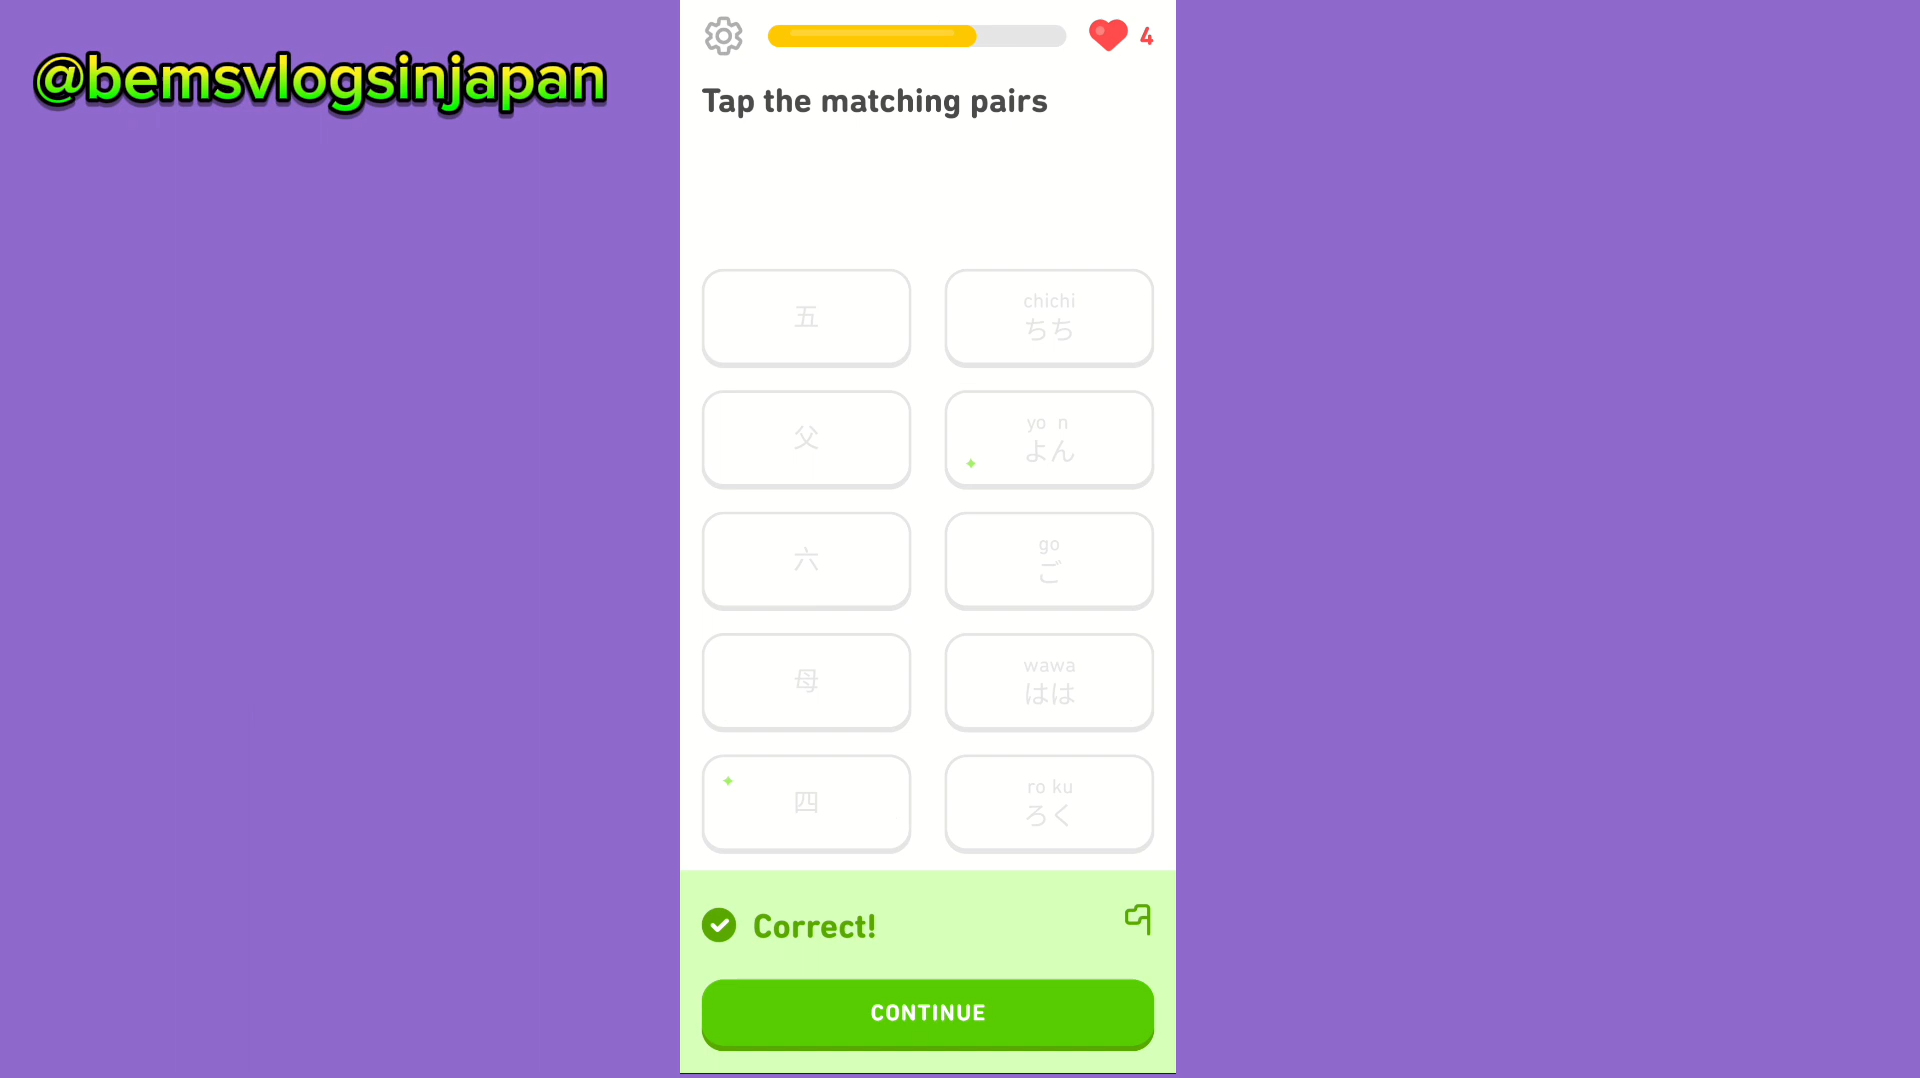 @bemsvlogsinjapan
4
Tap the matching pairs
五
chichi
ちち
父
yo n
よん
六
go
ご
母
wawa
はは
四
ro ku
ろく
Correct!
CONTINUE